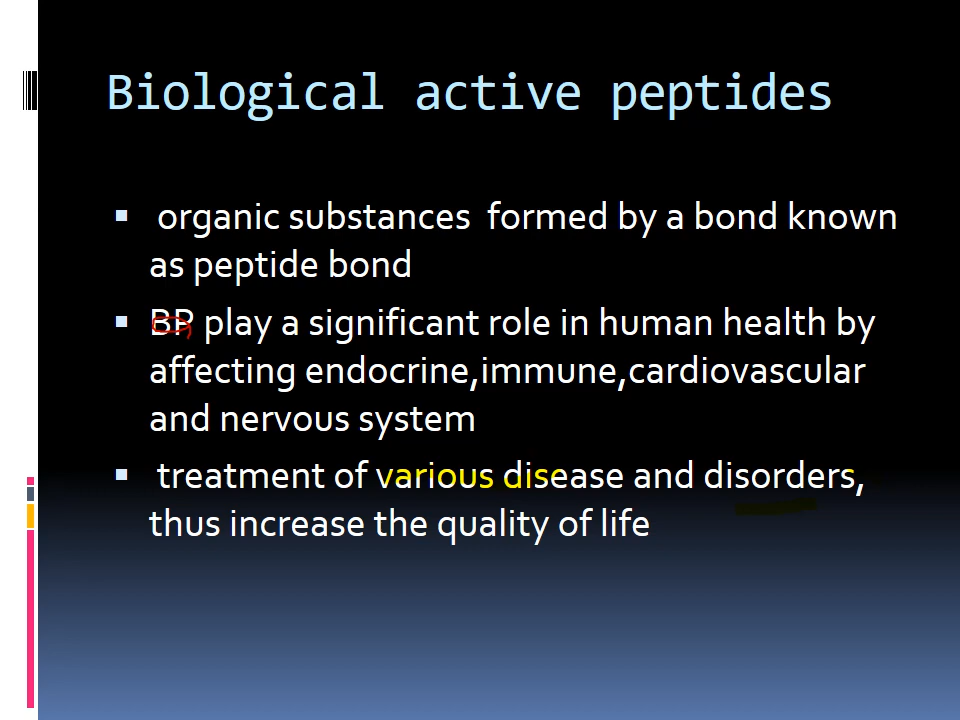 Biological active peptides
organic substances formed by a bond known
as peptide bond
BP play a significant role in human health by
affecting endocrine,immune,cardiovascular
and nervous system
treatment of various disease and disorders,
thus increase the quality of life